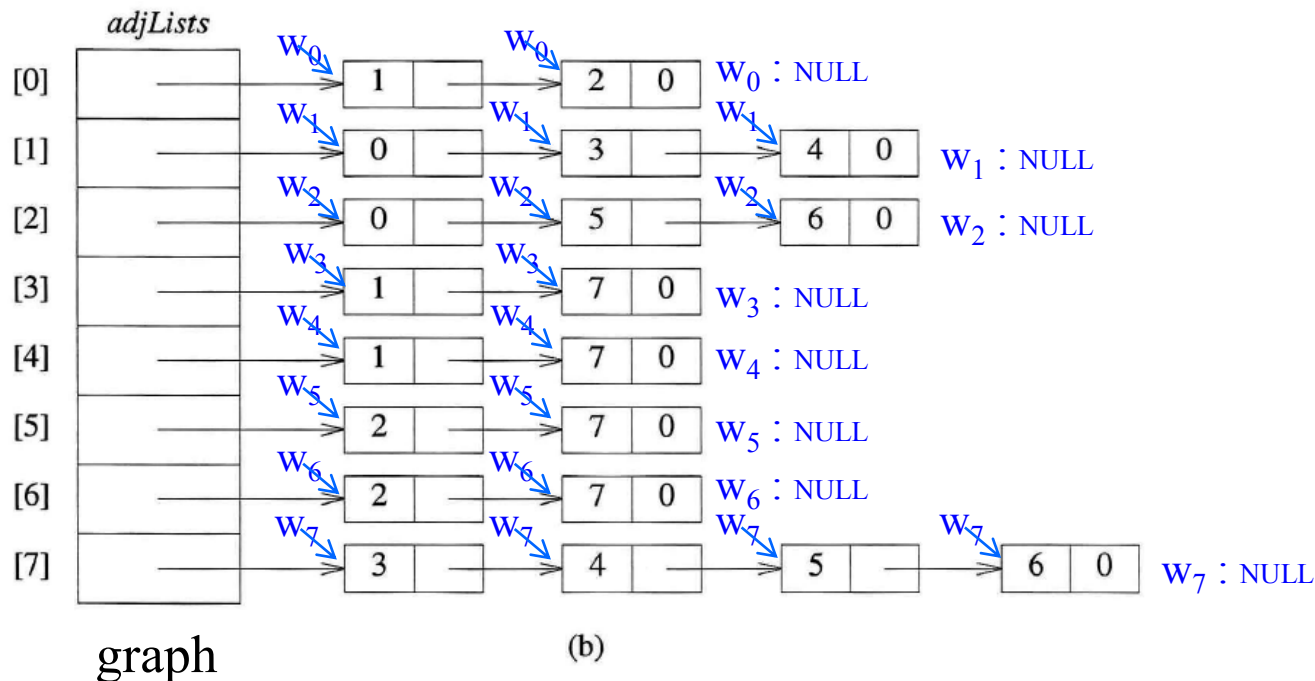 adjLists
w0 w0
[0] 1 2 0 w0 : NULL
w1 w1 w1
[1] 0 3 4 0 w1 : NULL
w2 w2 w2
[2] 0 5 6 0 w2 : NULL
w3 w3
[3] 1 7 0 w3 : NULL
w4 w4
[4] 1 7 0 w4 : NULL
w5 w5
[5] 2 7 0 w5 : NULL
w6 w6
[6] 2 7 0 w6 : NULL
w7 w7 w7 w7
[7] 3 4 5 6 0 w7 : NULL
graph (b)